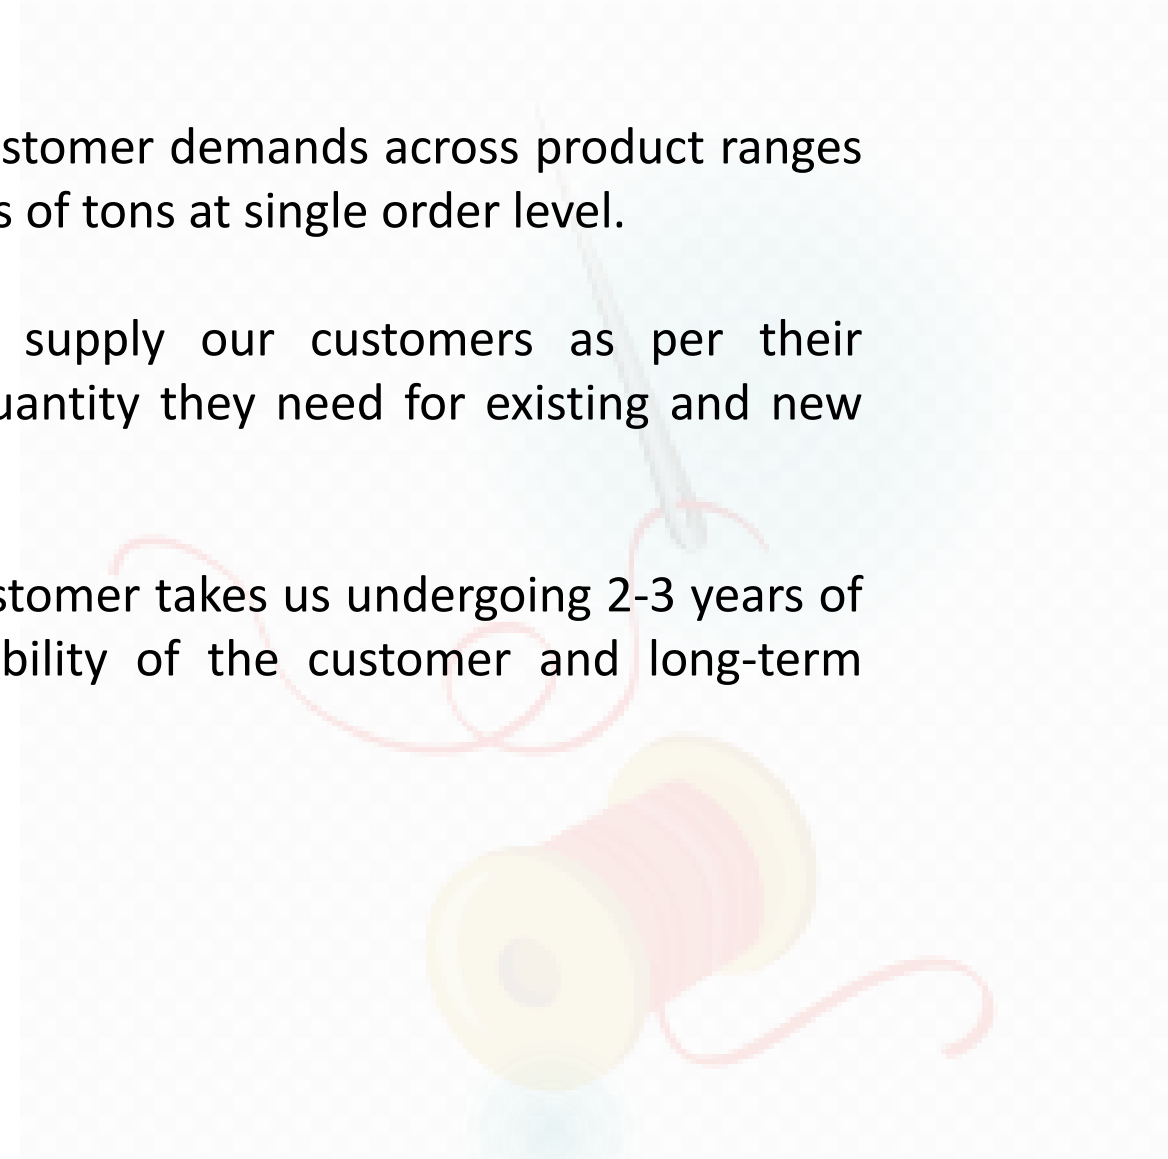 stomer demands across product ranges
s of tons at single order level.
supply our customers as per their
uantity they need for existing and new
stomer takes us undergoing 2-3 years of
bility of the customer and long-term